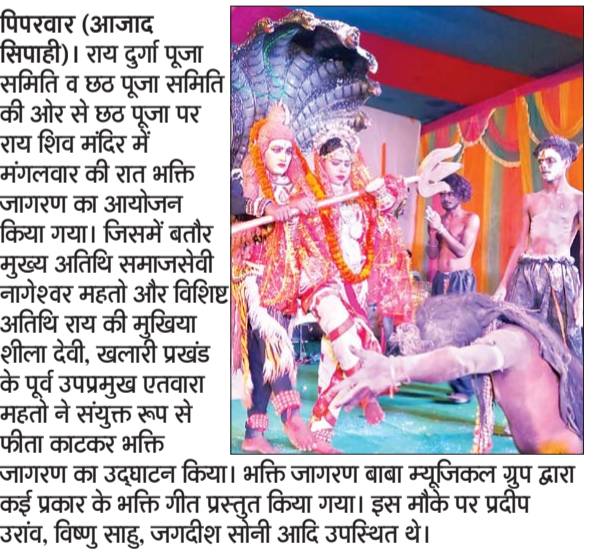 पिपरवार (आजाद
सिपाही)। राय दुर्गा पूजा
समिति व छठ पूजा समिति
की ओर से छठ पूजा पर
राय शिव मंदिर में
मंगलवार की रात भक्ति
जागरण का आयोजन
किया गया। जिसमें बतौर
मुख्य अतिथि समाजसेवी
नागेश्वर महतो और विशिष्ट
अतिथि राय की मुखिया
शीला देवी, खलारी प्रखंड
के पूर्व उपप्रमुख एतवारा
महतो ने संयुक्त रूप से
फीता काटकर भक्ति
जागरण का उद्घाटन किया। भक्ति जागरण बाबा म्यूजिकल ग्रुप द्वारा
कई प्रकार के भक्ति गीत प्रस्तुत किया गया। इस मौके पर प्रदीप
उरांव, विष्णु साहु, जगदीश सोनी आदि उपस्थित थे।